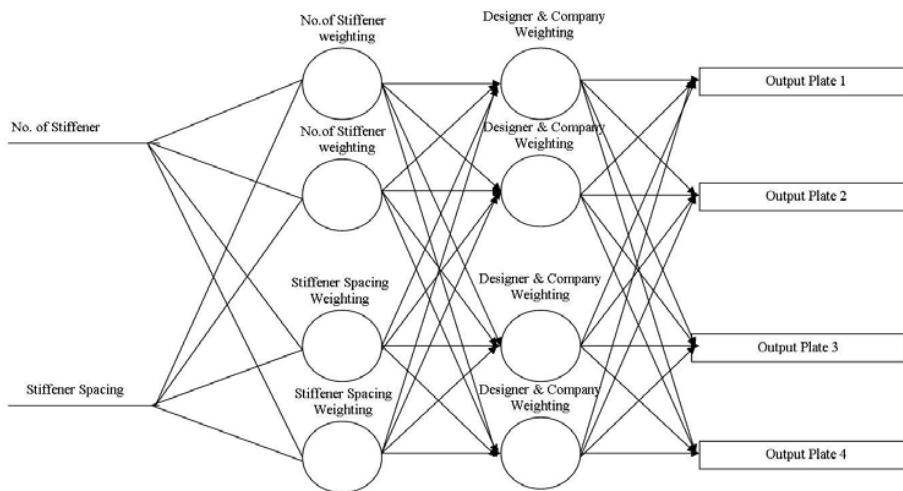 No.of Stiffener
weighting
Designer & Company
Weighting
Output Plate 1
No. of Stiffener
No.of Stiffener
weighting
Designer & Company
Weighting
Output Plate 2
Stiffener Spacing
Weighting
Designer & Company
Weighting
Output Plate 3
Stiffener Spacing
Stiffener Spacing
Weighting
Designer & Company
Weighting
Output Plate 4